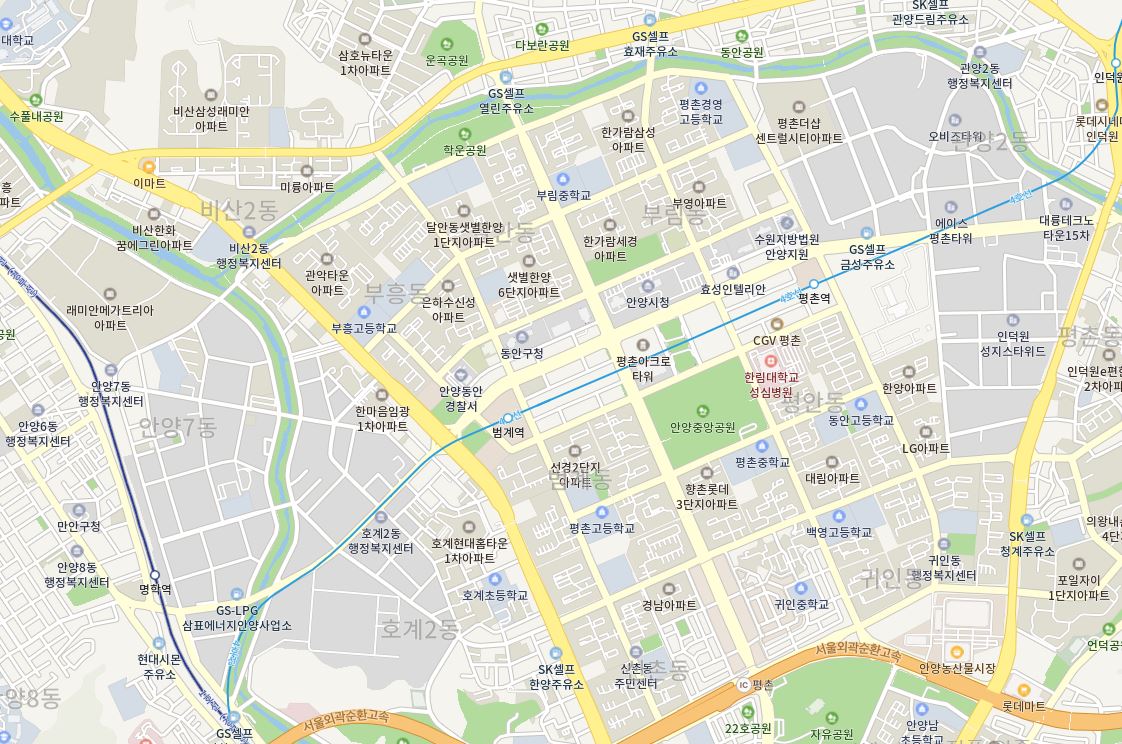 SK셀프
관양드림주유소
대학교
GS셀프
효재주유소
동안공원
다보란공원
삼호뉴타운
1차아파트
운곡공원
관양2동
행정복지센터
인덕원
GS셀프
열린주유소
평촌경영
고등학교
수풀내공원
비산삼성래미안
아파트
한가람삼성
아파트
평촌더샵
센트럴시티아파트
오비즈타워
관양2동
롯데시네마
인덕원
학운공원
이마트
미륭아파트
부림중학교
부영아파트
4호선
비산2동
비산한화
꿈에그린아파트
달안동샛별한양
1단지아파트
부림동
에이스
평촌타워
대륭테크노
타운15차
비산2동
행정복지센터
한가람세경
아파트
수원지방법원
안양지원
GS셀프
금성주유소
관악타운
아파트
샛별한양
6단지아파트
부흥동
은하수신성
아파트
안양시청
효성인텔리안
4호선
평촌역
래미안메가트리아
아파트
부흥고등학교
동안구청
CGV 평촌
인덕원
성지스타위드
평촌동
평촌아크로
타워
안양7동
행정복지센터
안양동안
경찰서
한림대학교
성심병원
한양아파트
인덕원e편한
2차아파
한마음임광
1차아파트
안양6동
행정복지센터
안양7동
4호선
범계역
안양중앙공원
동안고등학교
LG아파트
평촌중학교
선경2단지
아파트
범계동
향촌롯데
3단지아파트
대림아파트
만안구청
호계2동
행정복지센터
호계현대홈타운
1차아파트
평촌고등학교
백영고등학교
SK셀프
청계주유소
의왕내손
4단지
안양8동
행정복지센터
명학역
귀인동
귀인동
행정복지센터
포일자이
1단지아파트
호계초등학교
경남아파트
귀인중학교
GS-LPG
삼표에너지안양사업소
호계2동
언덕공원
현대시몬
주유소
SK셀프
한양주유소
신촌동
주민센터
서울외곽순환고속
안양농산물시장
IC 평촌
롯데마트
안양8동
서울외곽순환고속
GS셀프
22호공원
자유공원
안양남
초등학교